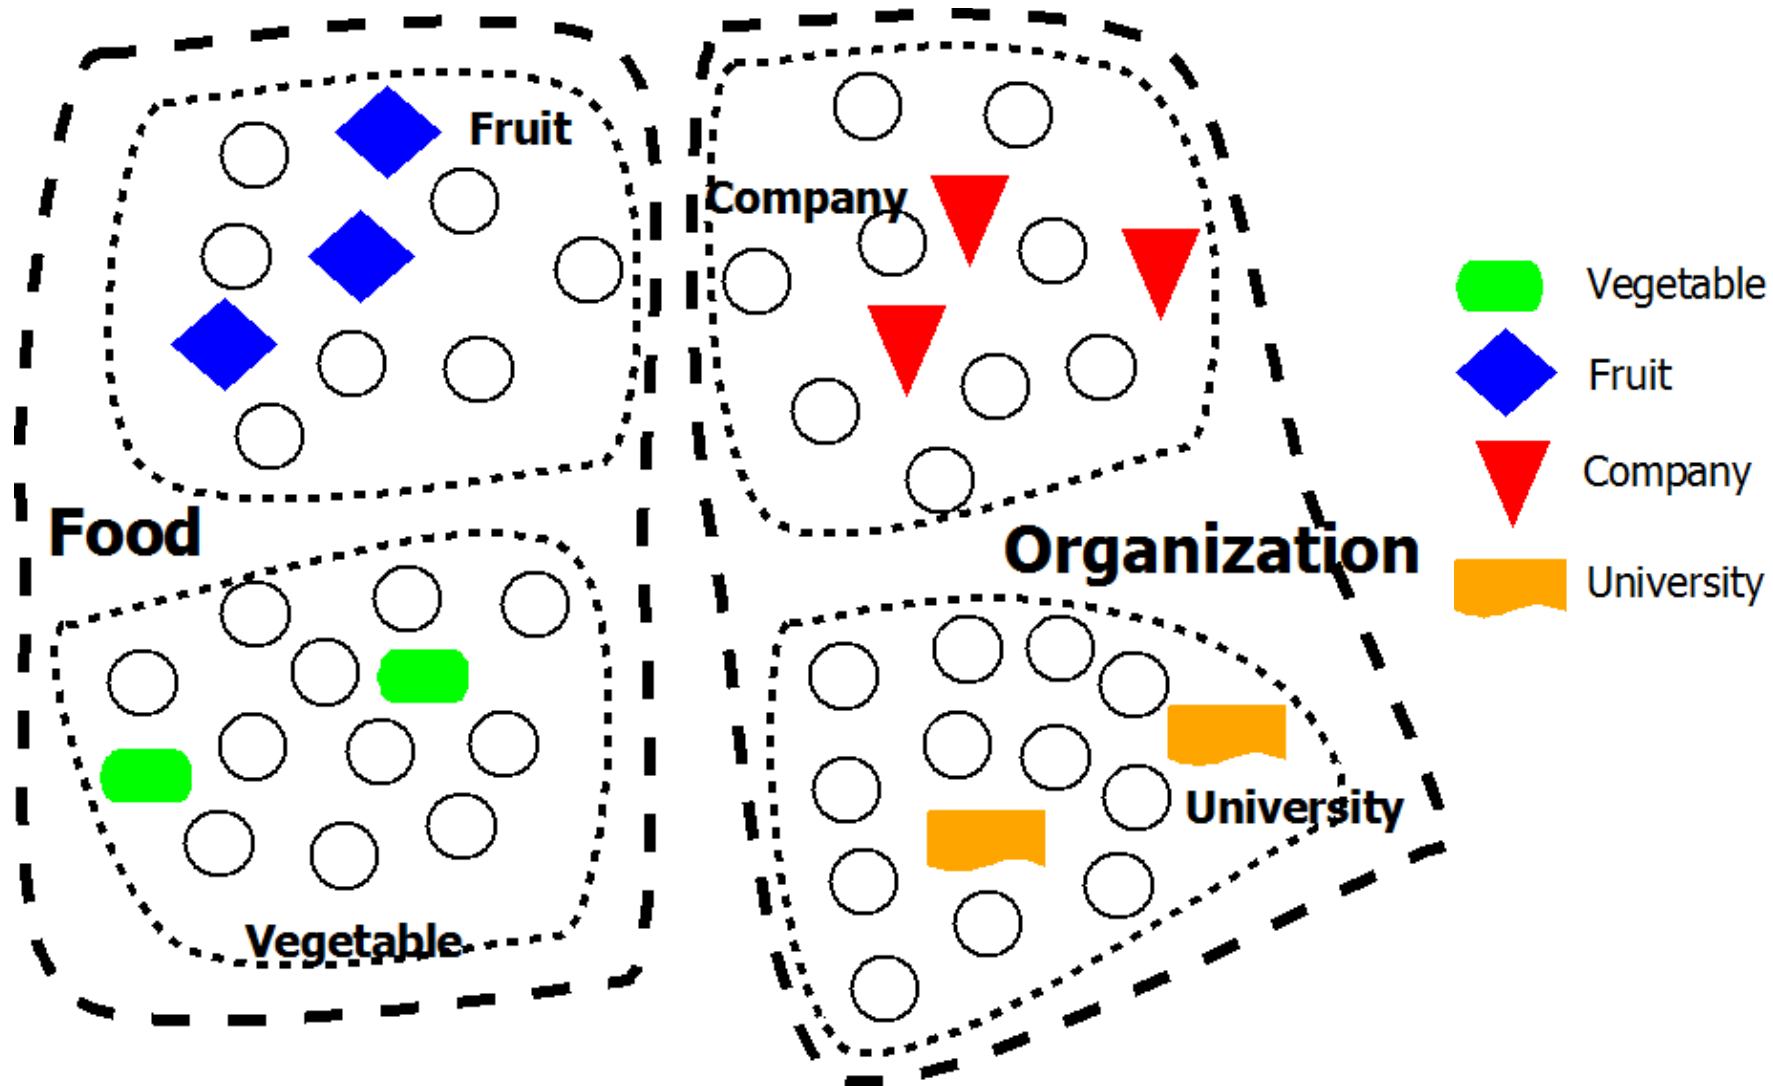 Fruit
Company
Food
Organization
University
Vegetable
Vegetable
Fruit
Company
University